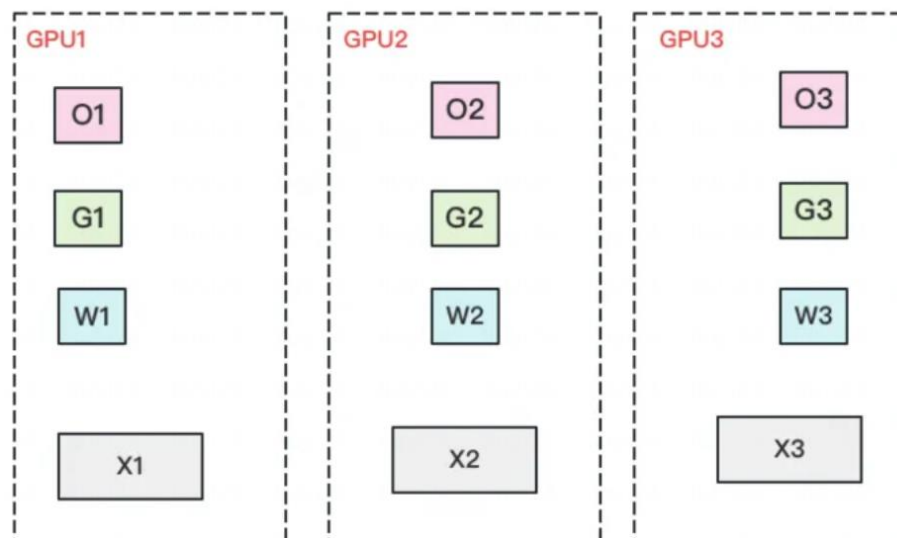 GPU1 GPU2 GPU3
O1 O2 O3
G1 G2 G3
W1 W2 W3
X1 X2 X3